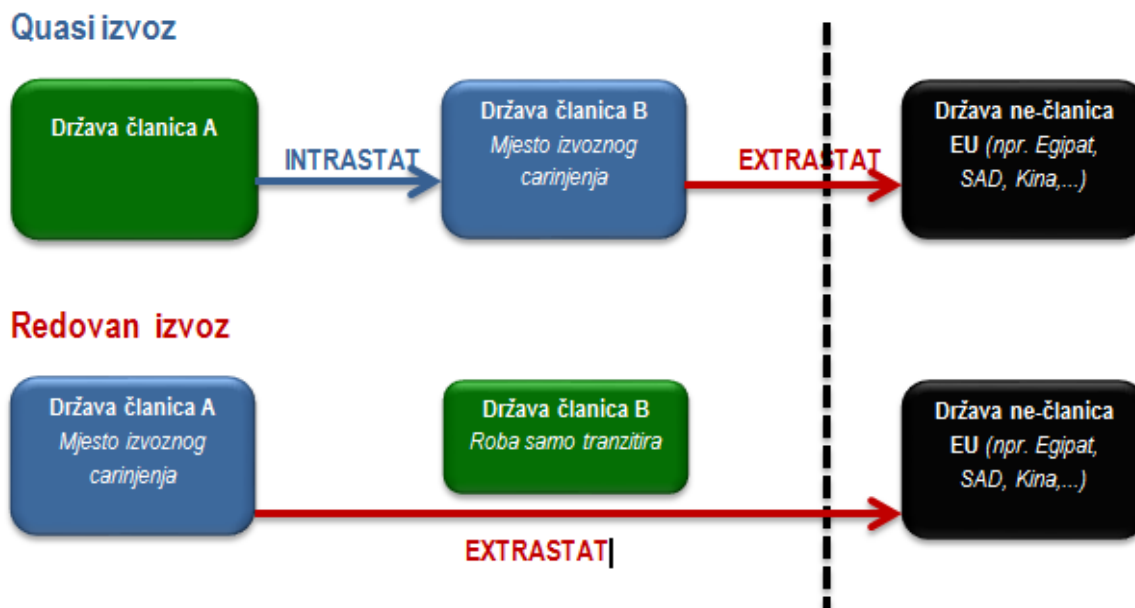 Quasi izvoz
Država članica A
INTRASTAT
Država članica B
Mjesto izvoznog
carinjenja
EXTRASTAT
Država ne-članica
EU (npr. Egipat,
SAD, Kina,...)
Redovan izvoz
Država članica A
Mjesto izvoznog
carinjenja
Država članica B
Roba samo tranzitira
Država ne-članica
EU (npr. Egipat,
SAD, Kina,...)
EXTRASTAT